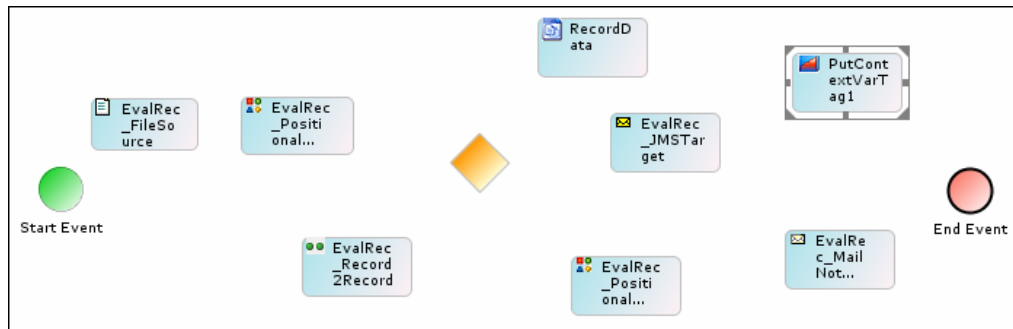 RecordD
ata
PutCont
extVarT
ag1
EvalRec
_FileSo
urce
EvalRec
_Positi
onal...
EvalRec
_JMSTar
get
Start Event
End Event
EvalRec
_Record
2Record
EvalRec
_Positi
onal...
EvalRe
c_Mail
Not...